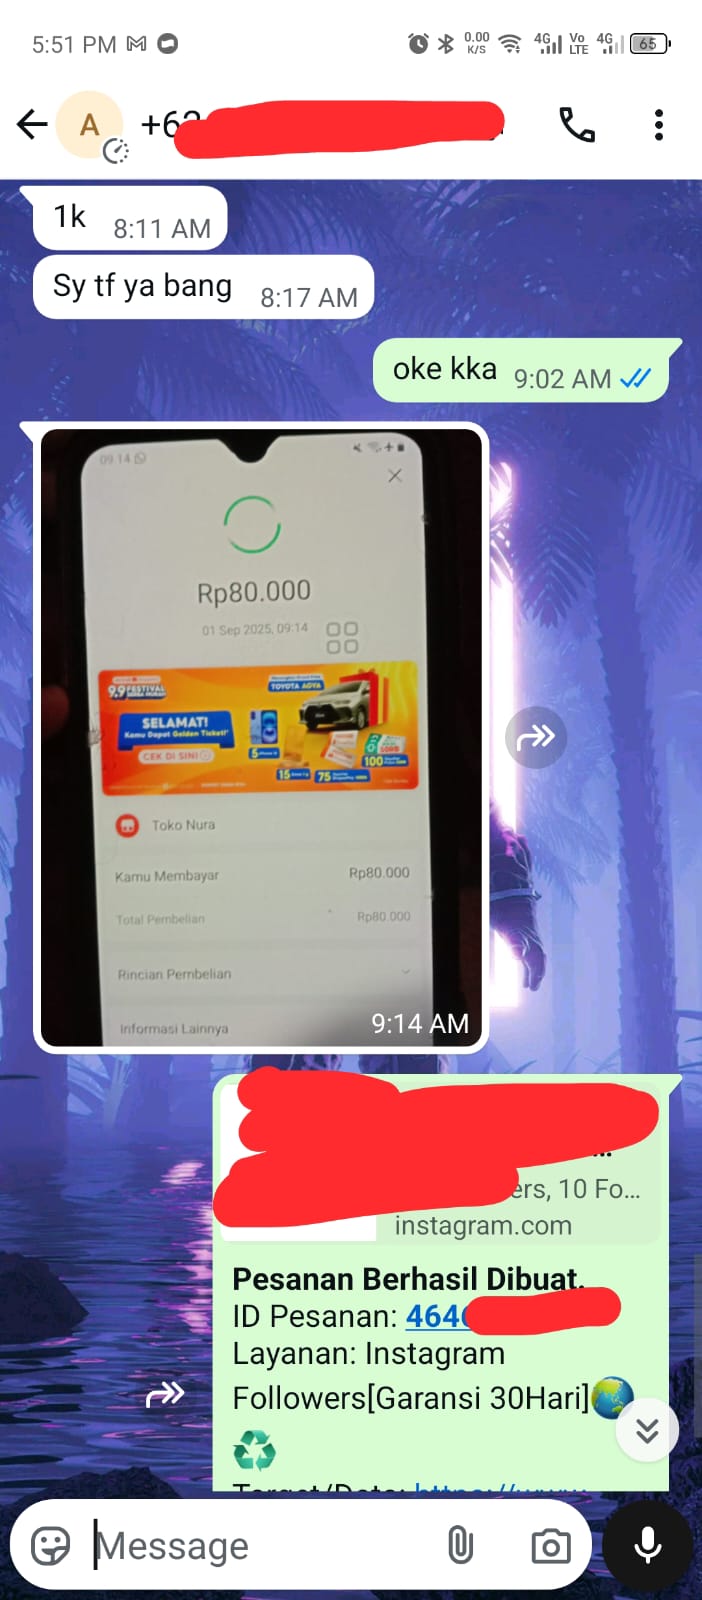 5:51 PM
0.00 K/S
4G
Vo LTE
4G
65
A
+62
1k
8:11 AM
Sy tf ya bang
8:17 AM
oke kka
9:02 AM
09 14
Rp80.000
01 Sep 2025, 09:14
9.9 FESTIVAL
TOYOTA AGYA
SELAMAT!
Kamu Dapat Golden Ticket!
CEK DI SINI
5
15
75
100
Toko Nura
Kamu Membayar
Rp80.000
Total Pembelian
Rp80.000
Rincian Pembelian
Informasi Lainnya
9:14 AM
...
ers, 10 Fo...
instagram.com
Pesanan Berhasil Dibuat.
ID Pesanan: 464
Layanan: Instagram
Followers[Garansi 30Hari]
Message